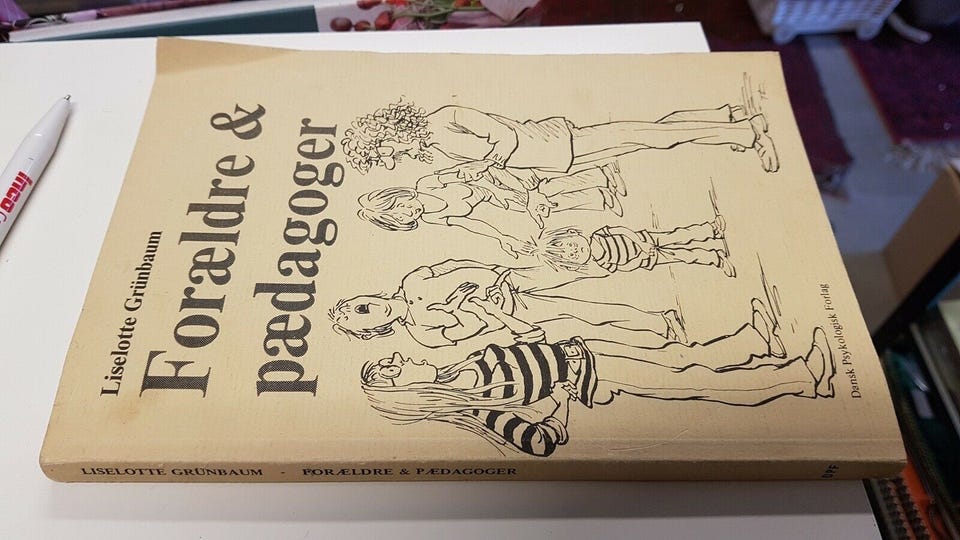 Liselotte Grünbaum
Forældre &
pædagoger
Dansk Psykologisk Forlag
LISELOTTE GRÜNBAUM - FORÆLDRE & PÆDAGOGER
DPF